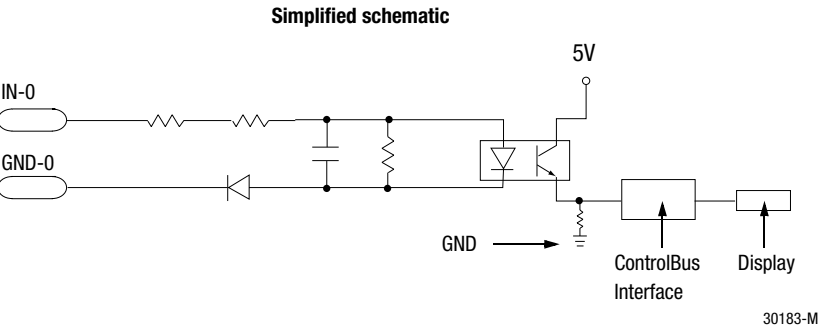 Simplified schematic
5V
IN-0
GND-0
GND
ControlBus
Interface
Display
30183-M